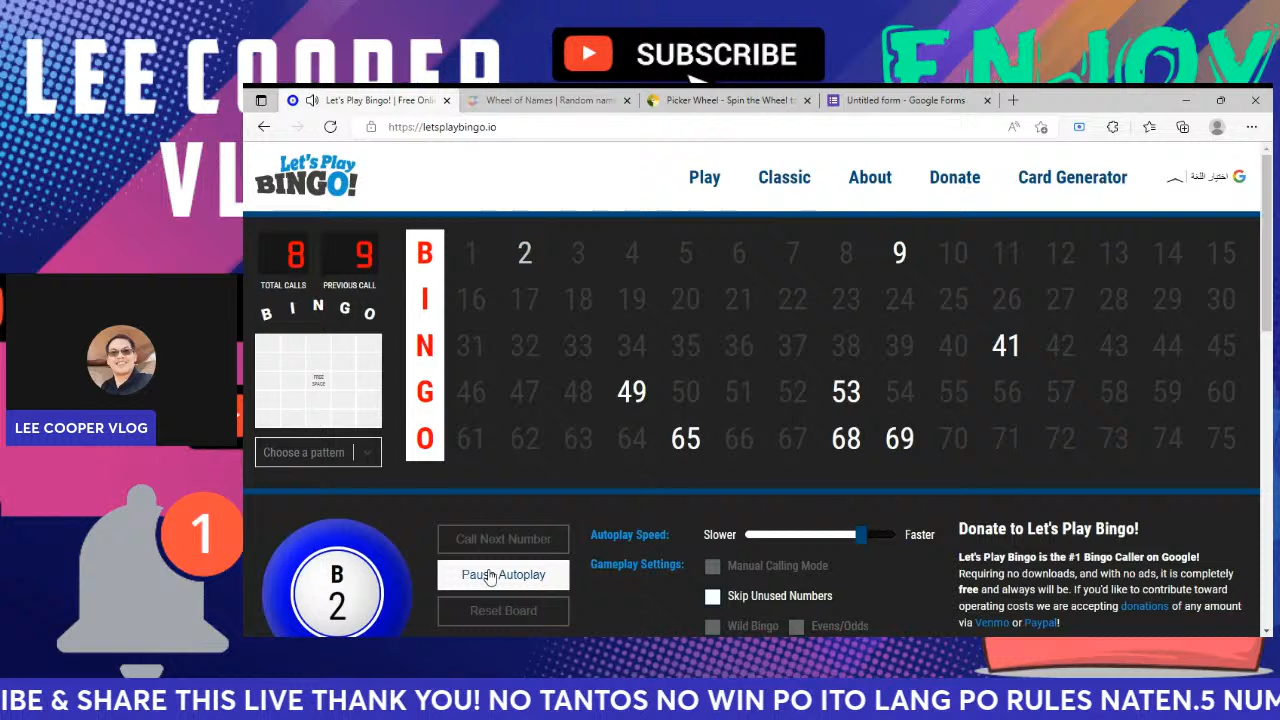 LEE COOPER
VL
SUBSCRIBE
ENJOY
Let's Play Bingo! | Free Onli
Wheel of Names | Random nam
Picker Wheel - Spin the Wheel t
Untitled form - Google Forms
https://letsplaybingo.io
Let's Play
BINGO!
Play
Classic
About
Donate
Card Generator
اختيار اللغة
8
9
TOTAL CALLS
PREVIOUS CALL
B I N G O
FREE
SPACE
Choose a pattern
B 1 2 3 4 5 6 7 8 9 10 11 12 13 14 15
I 16 17 18 19 20 21 22 23 24 25 26 27 28 29 30
N 31 32 33 34 35 36 37 38 39 40 41 42 43 44 45
G 46 47 48 49 50 51 52 53 54 55 56 57 58 59 60
O 61 62 63 64 65 66 67 68 69 70 71 72 73 74 75
LEE COOPER VLOG
1
B
2
Call Next Number
Pause Autoplay
Reset Board
Autoplay Speed:
Slower
Faster
Gameplay Settings:
Manual Calling Mode
Skip Unused Numbers
Wild Bingo
Evens/Odds
Donate to Let's Play Bingo!
Let's Play Bingo is the #1 Bingo Caller on Google!
Requiring no downloads, and with no ads, it is completely
free and always will be. If you'd like to contribute toward
operating costs we are accepting donations of any amount
via Venmo or Paypal!
IBE & SHARE THIS LIVE THANK YOU! NO TANTOS NO WIN PO ITO LANG PO RULES NATEN.5 NUM